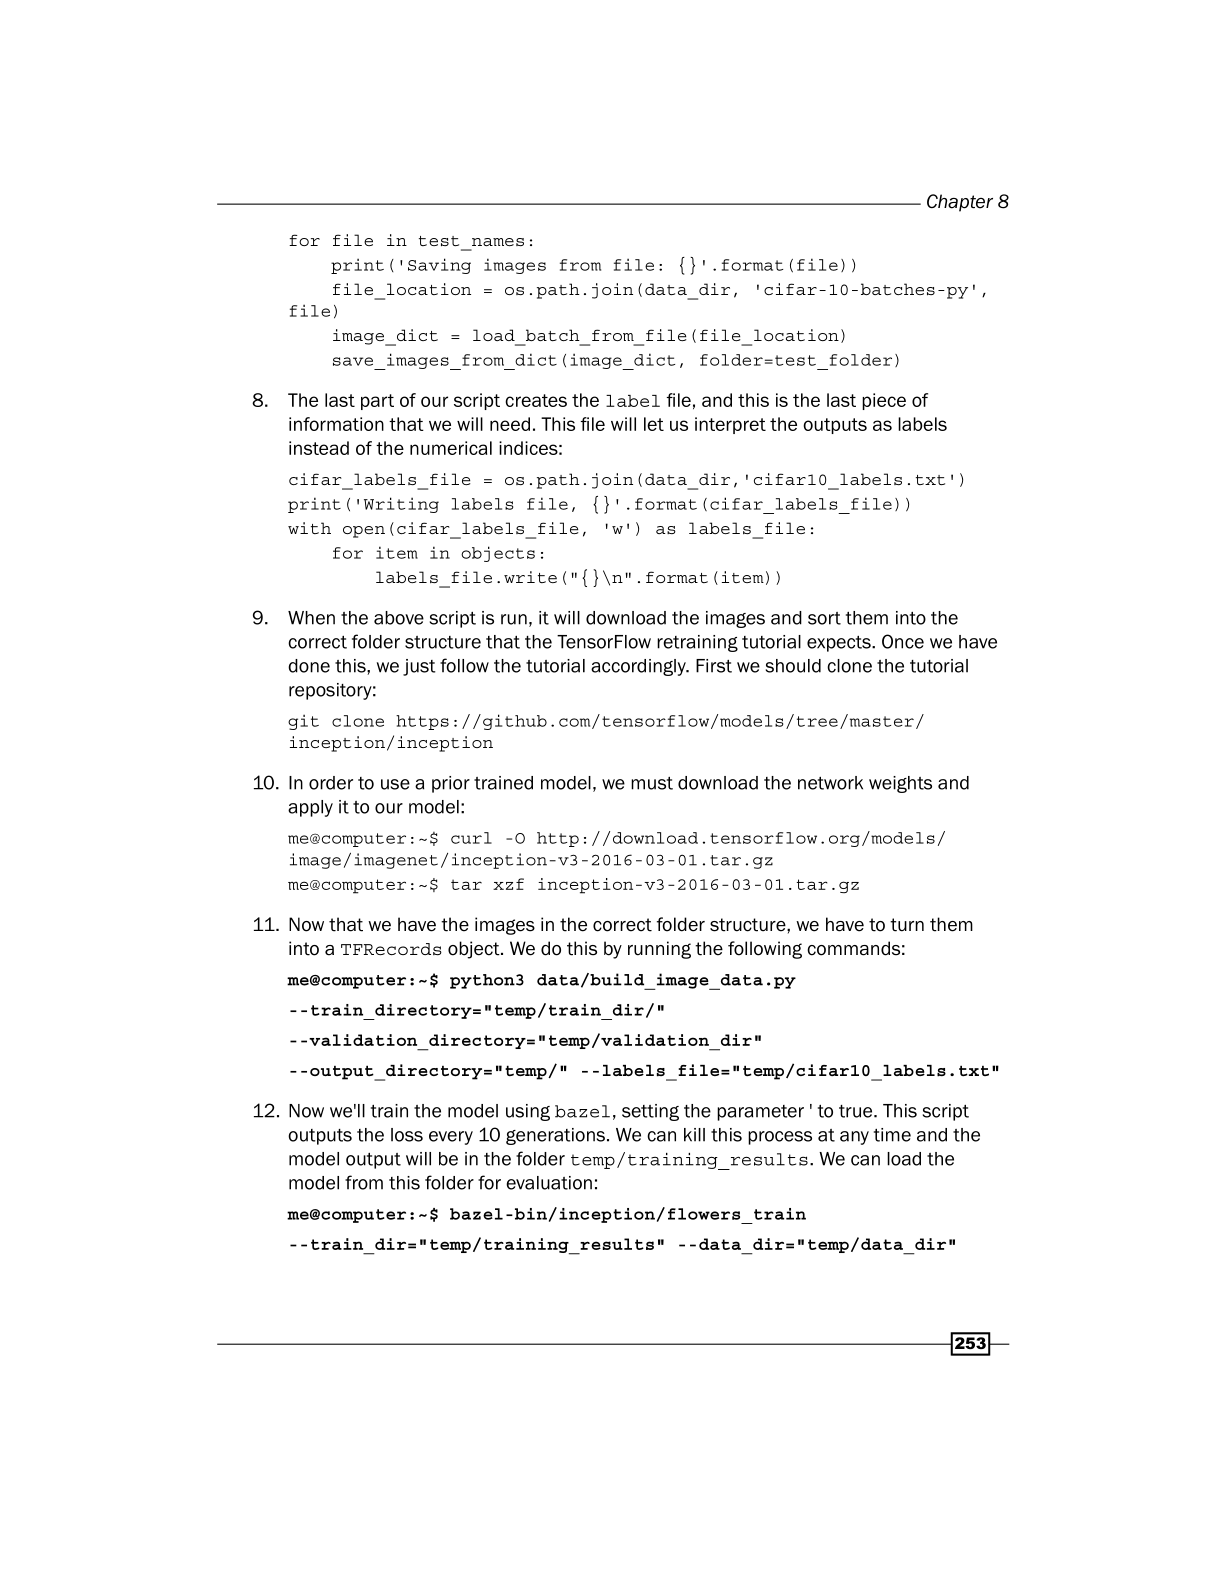 Chapter 8
for file in test_names:
    print('Saving images from file: {}'.format(file))
    file_location = os.path.join(data_dir, 'cifar-10-batches-py',
file)
    image_dict = load_batch_from_file(file_location)
    save_images_from_dict(image_dict, folder=test_folder)
8. The last part of our script creates the label file, and this is the last piece of
information that we will need. This file will let us interpret the outputs as labels
instead of the numerical indices:
cifar_labels_file = os.path.join(data_dir,'cifar10_labels.txt')
print('Writing labels file, {}'.format(cifar_labels_file))
with open(cifar_labels_file, 'w') as labels_file:
    for item in objects:
        labels_file.write("{}\n".format(item))
9. When the above script is run, it will download the images and sort them into the
correct folder structure that the TensorFlow retraining tutorial expects. Once we have
done this, we just follow the tutorial accordingly. First we should clone the tutorial
repository:
git clone https://github.com/tensorflow/models/tree/master/
inception/inception
10. In order to use a prior trained model, we must download the network weights and
apply it to our model:
me@computer:~$ curl -O http://download.tensorflow.org/models/
image/imagenet/inception-v3-2016-03-01.tar.gz
me@computer:~$ tar xzf inception-v3-2016-03-01.tar.gz
11. Now that we have the images in the correct folder structure, we have to turn them
into a TFRecords object. We do this by running the following commands:
me@computer:~$ python3 data/build_image_data.py
--train_directory="temp/train_dir/"
--validation_directory="temp/validation_dir"
--output_directory="temp/" --labels_file="temp/cifar10_labels.txt"
12. Now we'll train the model using bazel, setting the parameter ' to true. This script
outputs the loss every 10 generations. We can kill this process at any time and the
model output will be in the folder temp/training_results. We can load the
model from this folder for evaluation:
me@computer:~$ bazel-bin/inception/flowers_train
--train_dir="temp/training_results" --data_dir="temp/data_dir"
253